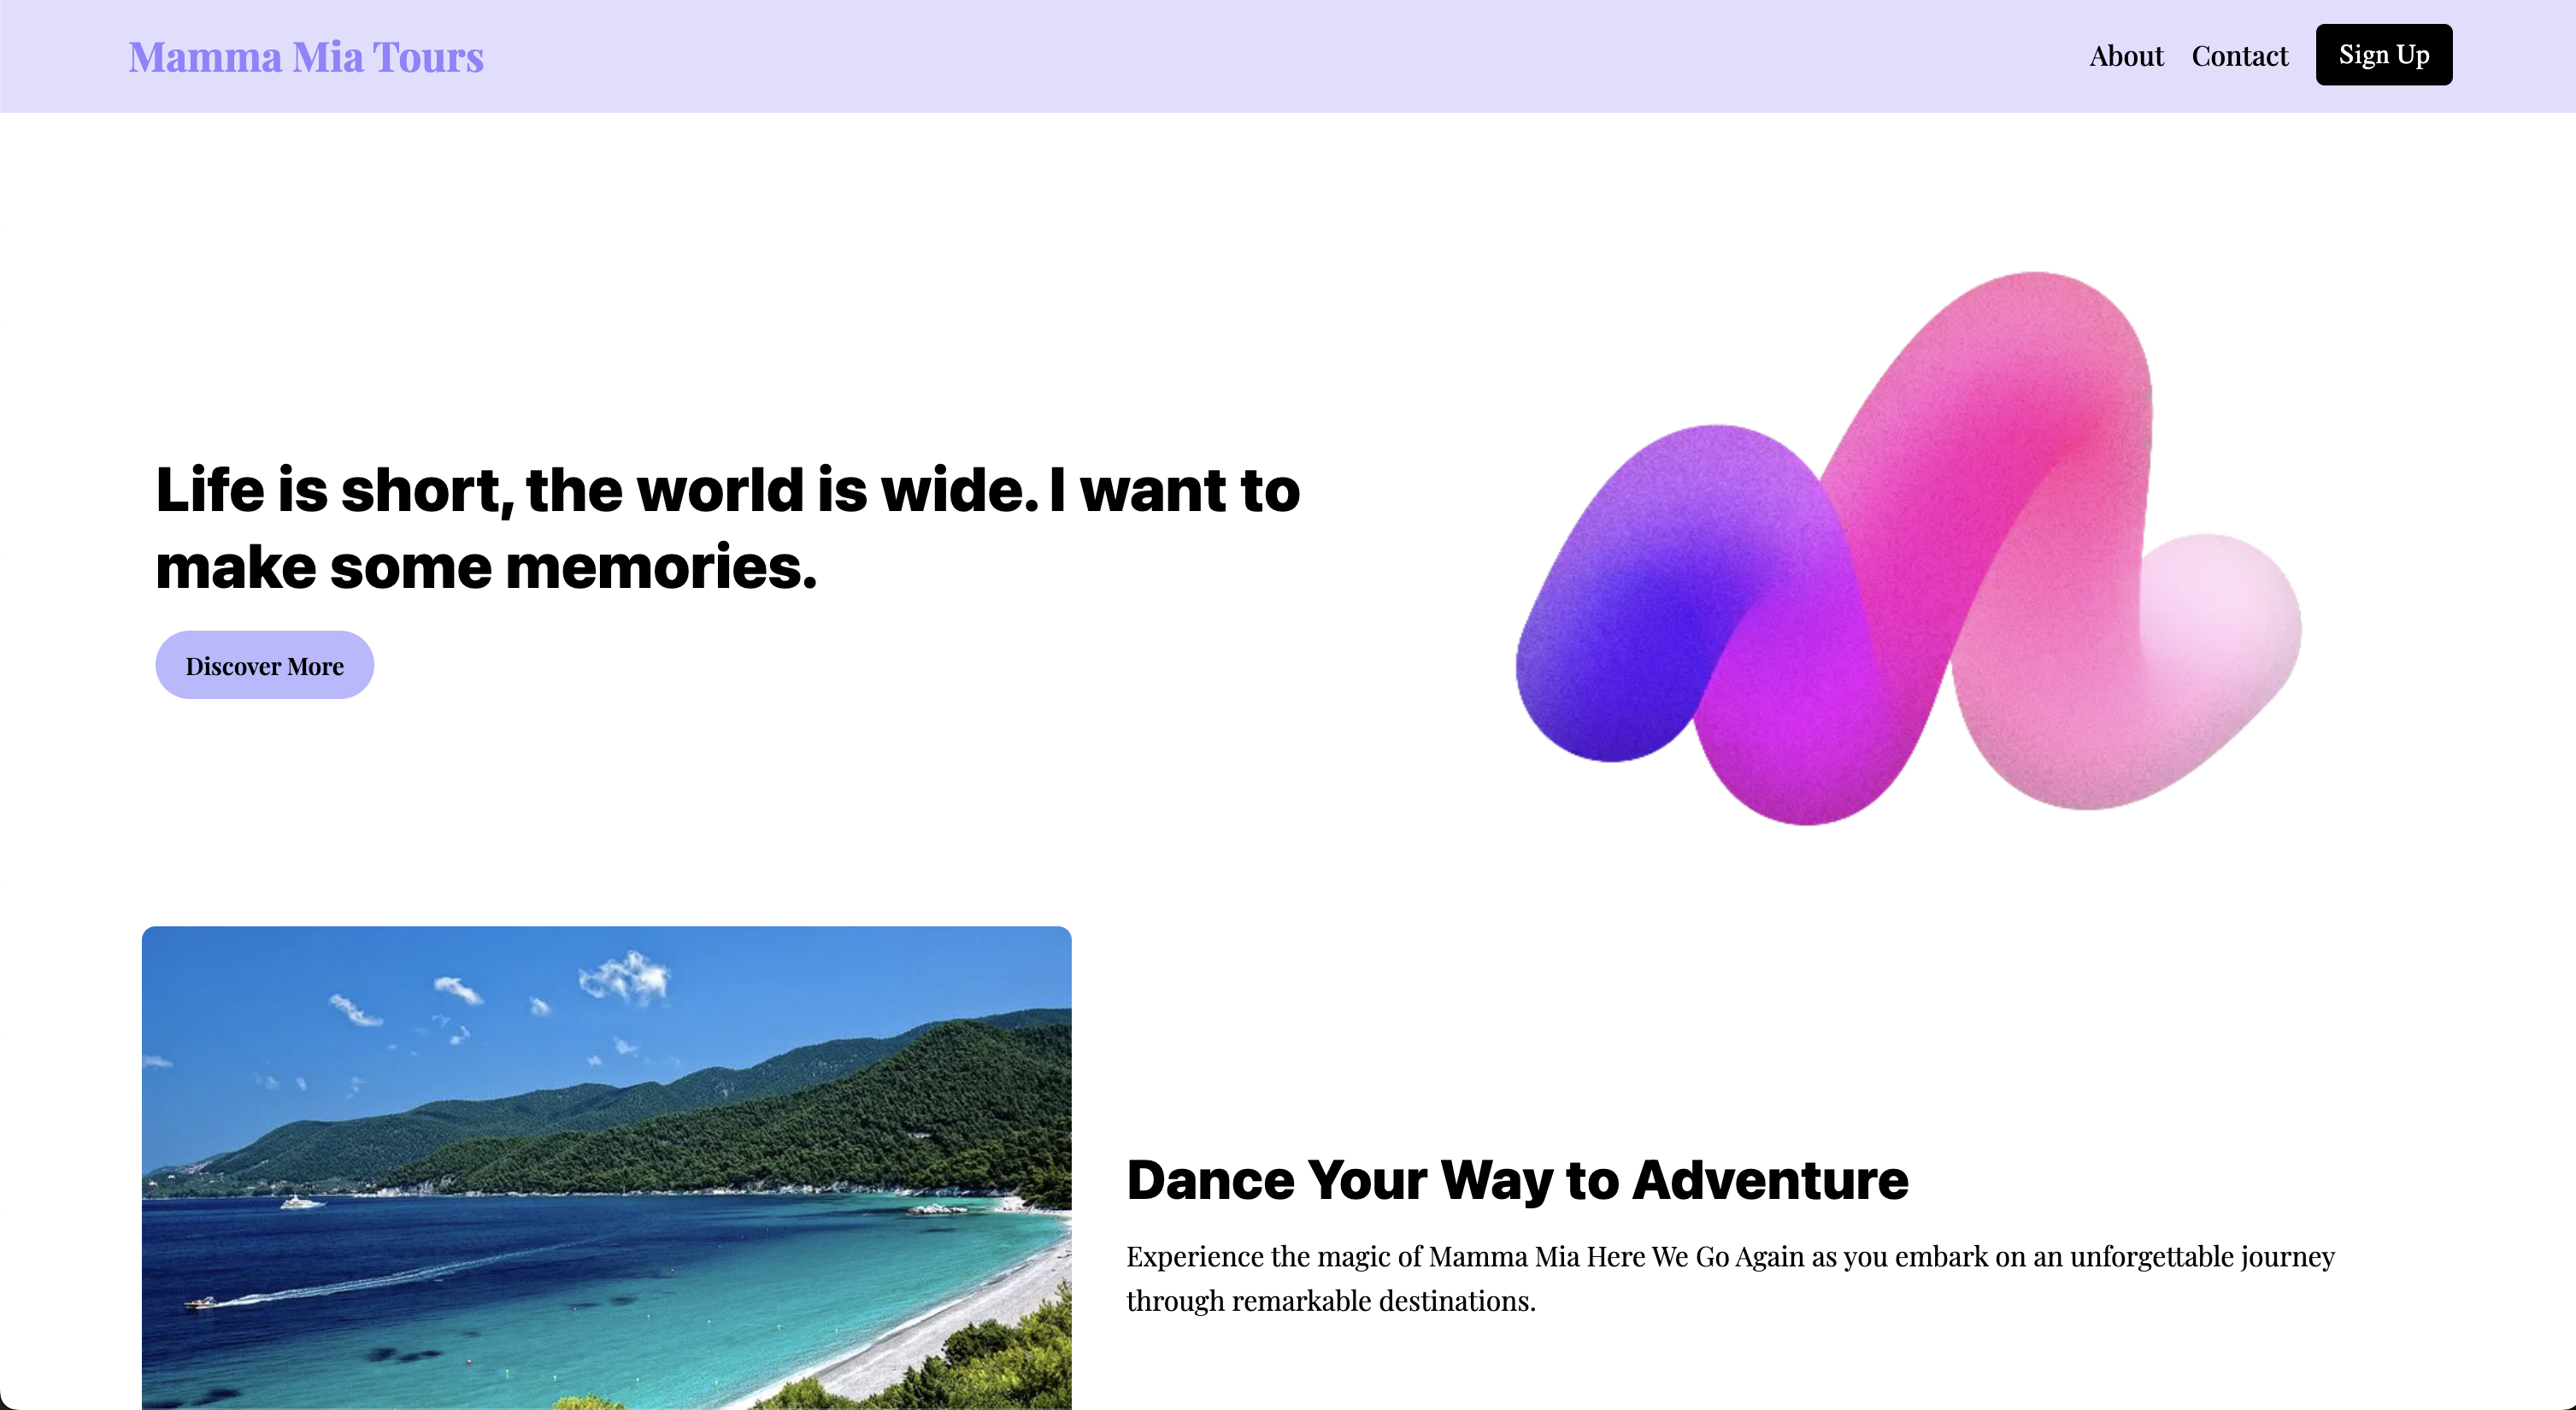 Mamma Mia Tours
About Contact Sign Up
Life is short, the world is wide. I want to
make some memories.
Discover More
Dance Your Way to Adventure
Experience the magic of Mamma Mia Here We Go Again as you embark on an unforgettable journey
through remarkable destinations.